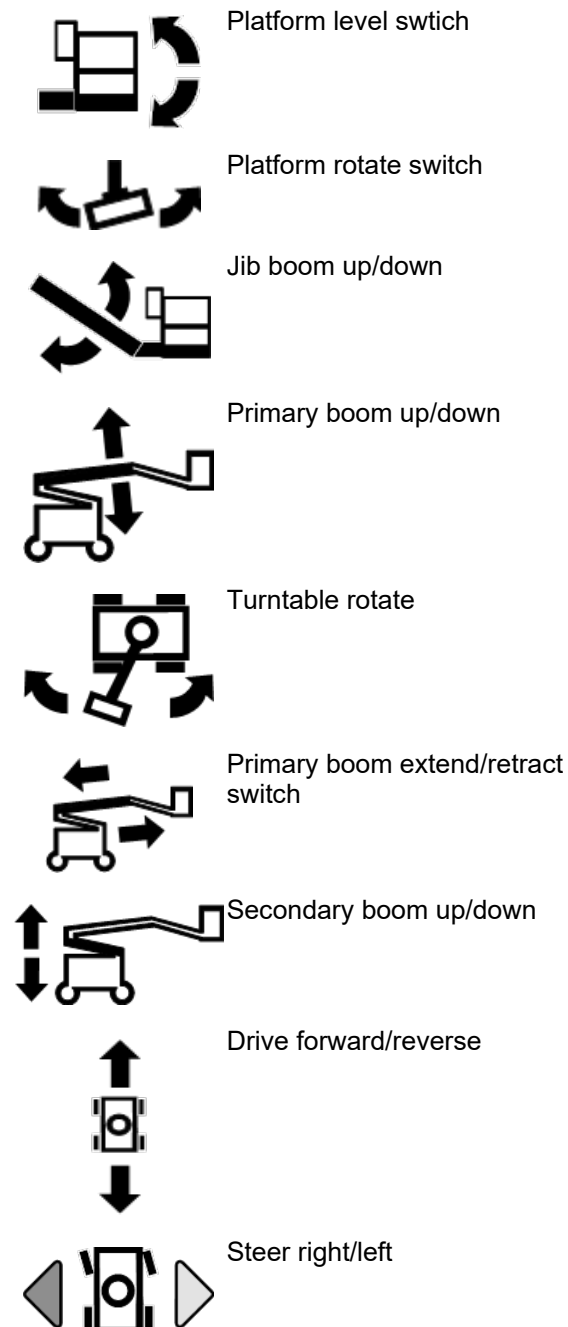 Platform level swtich
Platform rotate switch
Jib boom up/down
Primary boom up/down
Turntable rotate
Primary boom extend/retract
switch
Secondary boom up/down
Drive forward/reverse
Steer right/left